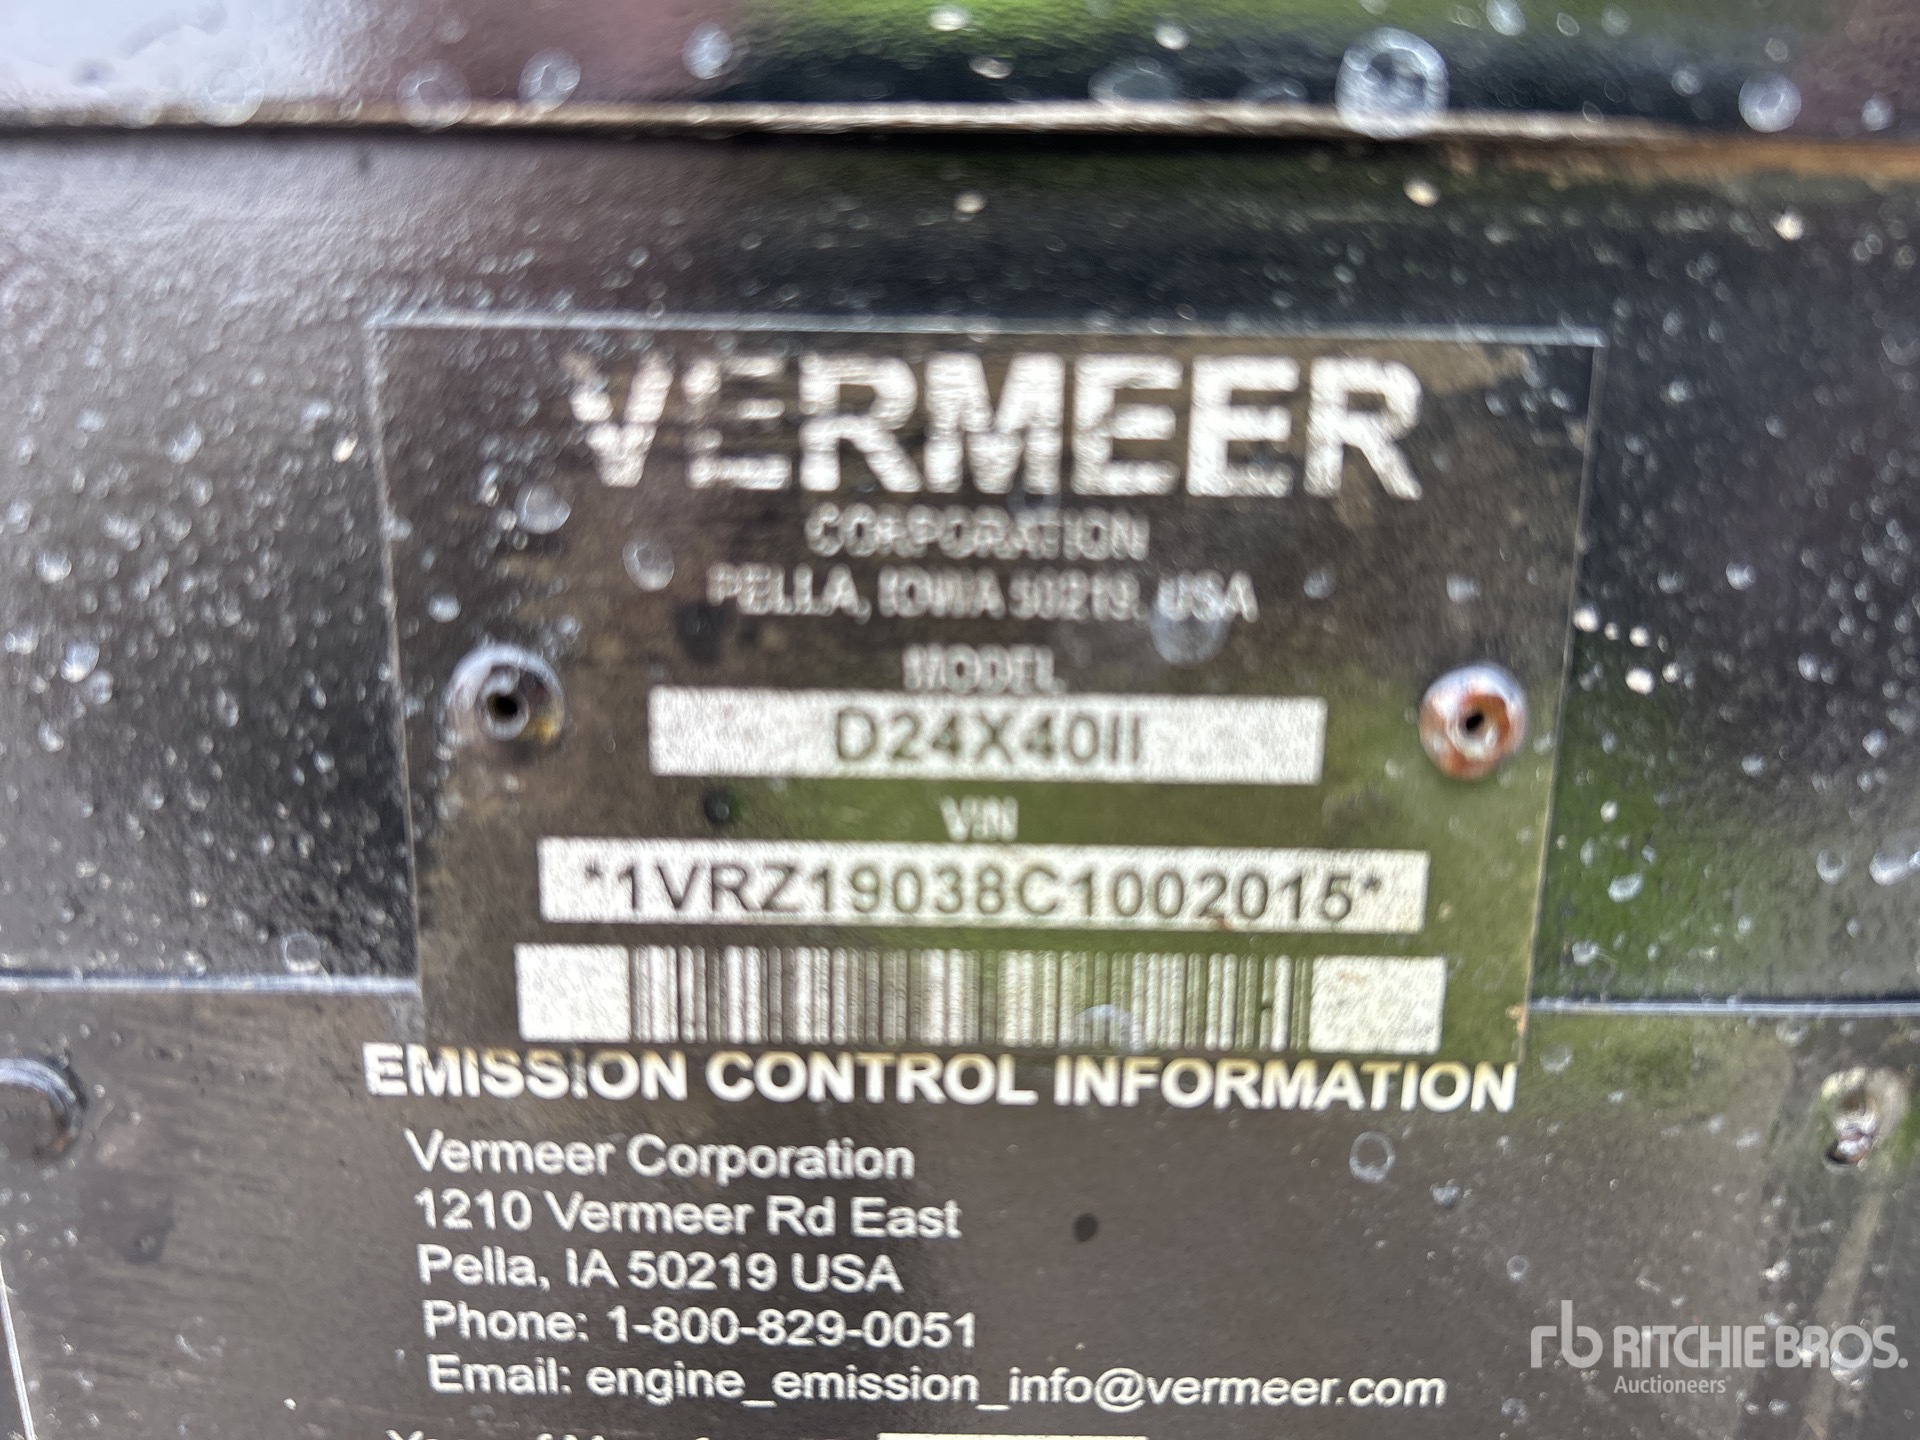 VERMEER
CORPORATION
PELLA, IOWA 50219, USA
MODEL
D24X40II
VIN
*1VRZ19038C1002015*
EMISSION CONTROL INFORMATION
Vermeer Corporation
1210 Vermeer Rd East
Pella, IA 50219 USA
Phone: 1-800-829-0051
Email: engine_emission_info@vermeer.com
rb RITCHIE BROS.
Auctioneers